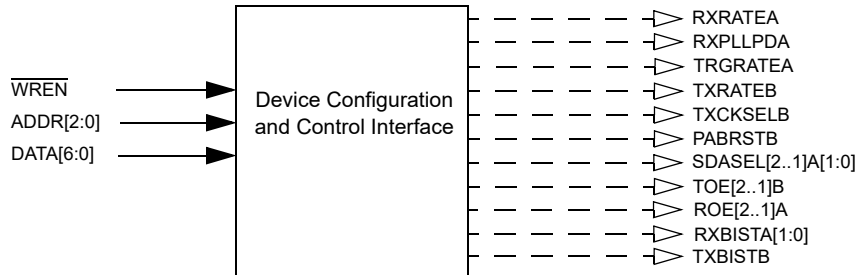 WREN
ADDR[2:0]
DATA[6:0]
Device Configuration
and Control Interface
RXRATEA
RXPLLPDA
TRGRATEA
TXRATEB
TXCKSELB
PABRSTB
SDASEL[2..1]A[1:0]
TOE[2..1]B
ROE[2..1]A
RXBISTA[1:0]
TXBISTB